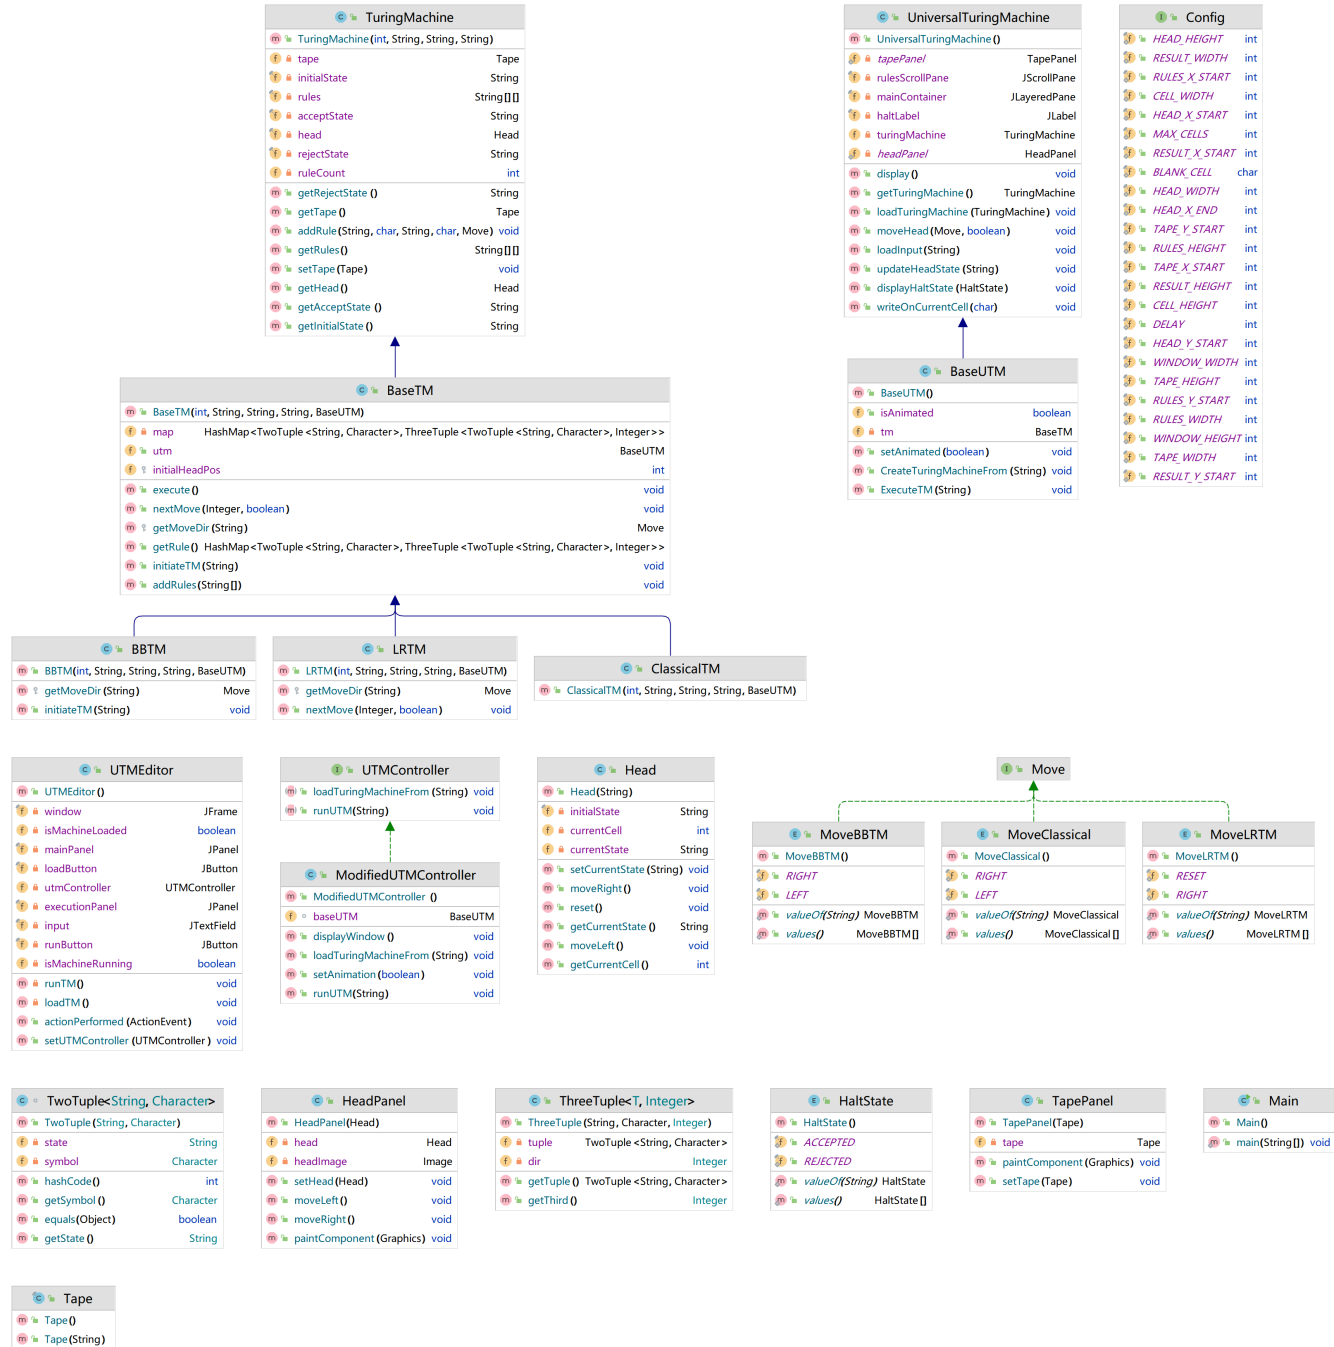 TuringMachine
TuringMachine(int, String, String, String)
tape Tape
initialState String
rules String[][]
acceptState String
head Head
rejectState String
ruleCount int
getRejectState() String
getTape() Tape
addRule(String, char, String, char, Move) void
getRules() String[][]
setTape(Tape) void
getHead() Head
getAcceptState() String
getInitialState() String
UniversalTuringMachine
UniversalTuringMachine()
tapePanel TapePanel
rulesScrollPane JScrollPane
mainContainer JLayeredPane
haltLabel JLabel
turingMachine TuringMachine
headPanel HeadPanel
display() void
getTuringMachine() TuringMachine
loadTuringMachine(TuringMachine) void
moveHead(Move, boolean) void
loadInput(String) void
updateHeadState(String) void
displayHaltState(HaltState) void
writeOnCurrentCell(char) void
Config
HEAD_HEIGHT int
RESULT_WIDTH int
RULES_X_START int
CELL_WIDTH int
HEAD_X_START int
MAX_CELLS int
RESULT_X_START int
BLANK_CELL char
HEAD_WIDTH int
HEAD_X_END int
TAPE_Y_START int
RULES_HEIGHT int
TAPE_X_START int
RESULT_HEIGHT int
CELL_HEIGHT int
DELAY int
HEAD_Y_START int
WINDOW_WIDTH int
TAPE_HEIGHT int
RULES_Y_START int
RULES_WIDTH int
WINDOW_HEIGHT int
TAPE_WIDTH int
RESULT_Y_START int
BaseTM
BaseTM(int, String, String, String, BaseUTM)
map HashMap<TwoTuple<String, Character>, ThreeTuple<TwoTuple<String, Character>, Integer>>
utm BaseUTM
initialHeadPos int
execute() void
nextMove(Integer, boolean) void
getMoveDir(String) Move
getRule() HashMap<TwoTuple<String, Character>, ThreeTuple<TwoTuple<String, Character>, Integer>>
initiateTM(String) void
addRules(String[]) void
BaseUTM
BaseUTM()
isAnimated boolean
tm BaseTM
setAnimated(boolean) void
CreateTuringMachineFrom(String) void
ExecuteTM(String) void
BBTM
BBTM(int, String, String, String, BaseUTM)
getMoveDir(String) Move
initiateTM(String) void
LRTM
LRTM(int, String, String, String, BaseUTM)
getMoveDir(String) Move
nextMove(Integer, boolean) void
ClassicalTM
ClassicalTM(int, String, String, String, BaseUTM)
UTMEditor
UTMEditor()
window JFrame
isMachineLoaded boolean
mainPanel JPanel
loadButton JButton
utmController UTMController
executionPanel JPanel
input JTextField
runButton JButton
isMachineRunning boolean
runTM() void
loadTM() void
actionPerformed(ActionEvent) void
setUTMController(UTMController) void
UTMController
loadTuringMachineFrom(String) void
runUTM(String) void
ModifiedUTMController
ModifiedUTMController()
baseUTM BaseUTM
displayWindow() void
loadTuringMachineFrom(String) void
setAnimation(boolean) void
runUTM(String) void
Head
Head(String)
initialState String
currentCell int
currentState String
setCurrentState(String) void
moveRight() void
reset() void
getCurrentState() String
moveLeft() void
getCurrentCell() int
Move
MoveBBTM
MoveBBTM()
RIGHT
LEFT
valueOf(String) MoveBBTM
values() MoveBBTM[]
MoveClassical
MoveClassical()
RIGHT
LEFT
valueOf(String) MoveClassical
values() MoveClassical[]
MoveLRTM
MoveLRTM()
RESET
RIGHT
valueOf(String) MoveLRTM
values() MoveLRTM[]
TwoTuple<String, Character>
TwoTuple(String, Character)
state String
symbol Character
hashCode() int
getSymbol() Character
equals(Object) boolean
getState() String
HeadPanel
HeadPanel(Head)
head Head
headImage Image
setHead(Head) void
moveLeft() void
moveRight() void
paintComponent(Graphics) void
ThreeTuple<T, Integer>
ThreeTuple(String, Character, Integer)
tuple TwoTuple<String, Character>
dir Integer
getTuple() TwoTuple<String, Character>
getThird() Integer
HaltState
HaltState()
ACCEPTED
REJECTED
valueOf(String) HaltState
values() HaltState[]
TapePanel
TapePanel(Tape)
tape Tape
paintComponent(Graphics) void
setTape(Tape) void
Main
Main()
main(String[]) void
Tape
Tape()
Tape(String)